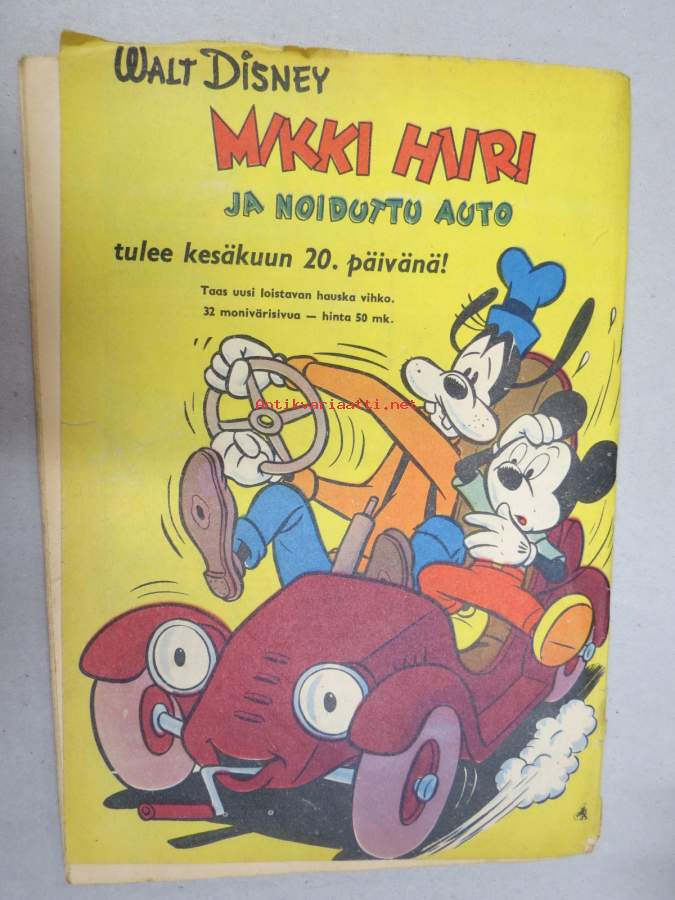 WALT DISNEY
MIKKI HIIRI
JA NOIDUTTU AUTO
tulee kesäkuun 20. päivänä!
Taas uusi loistavan hauska vihko.
32 monivärisivua — hinta 50 mk.
Antikvariaatti.net